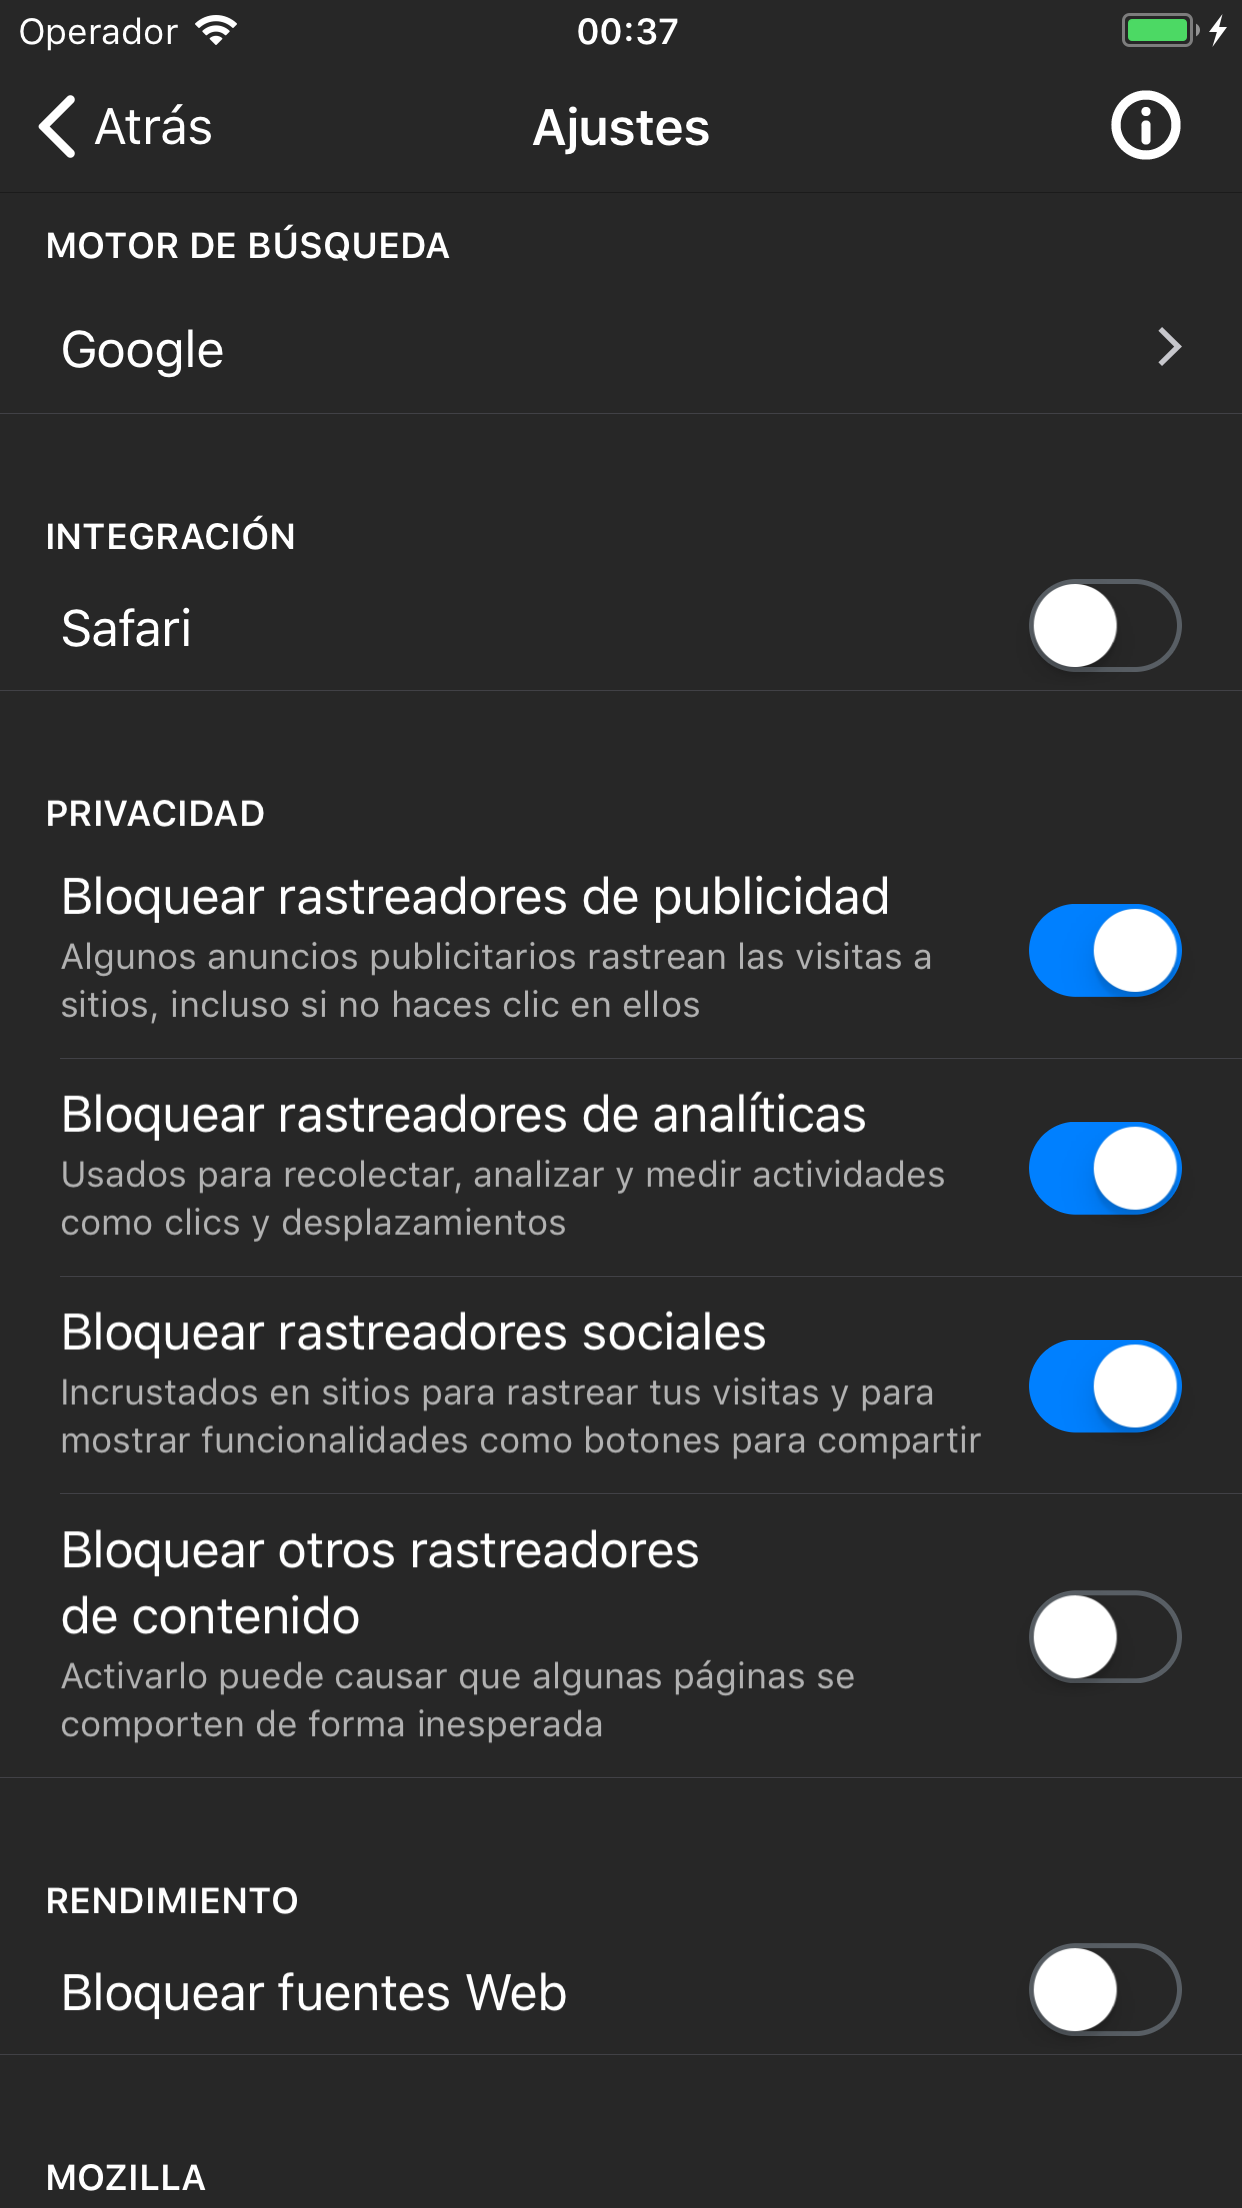 Operador 00:37
Atrás Ajustes
MOTOR DE BÚSQUEDA
Google
INTEGRACIÓN
Safari
PRIVACIDAD
Bloquear rastreadores de publicidad
Algunos anuncios publicitarios rastrean las visitas a
sitios, incluso si no haces clic en ellos
Bloquear rastreadores de analíticas
Usados para recolectar, analizar y medir actividades
como clics y desplazamientos
Bloquear rastreadores sociales
Incrustados en sitios para rastrear tus visitas y para
mostrar funcionalidades como botones para compartir
Bloquear otros rastreadores
de contenido
Activarlo puede causar que algunas páginas se
comporten de forma inesperada
RENDIMIENTO
Bloquear fuentes Web
MOZILLA